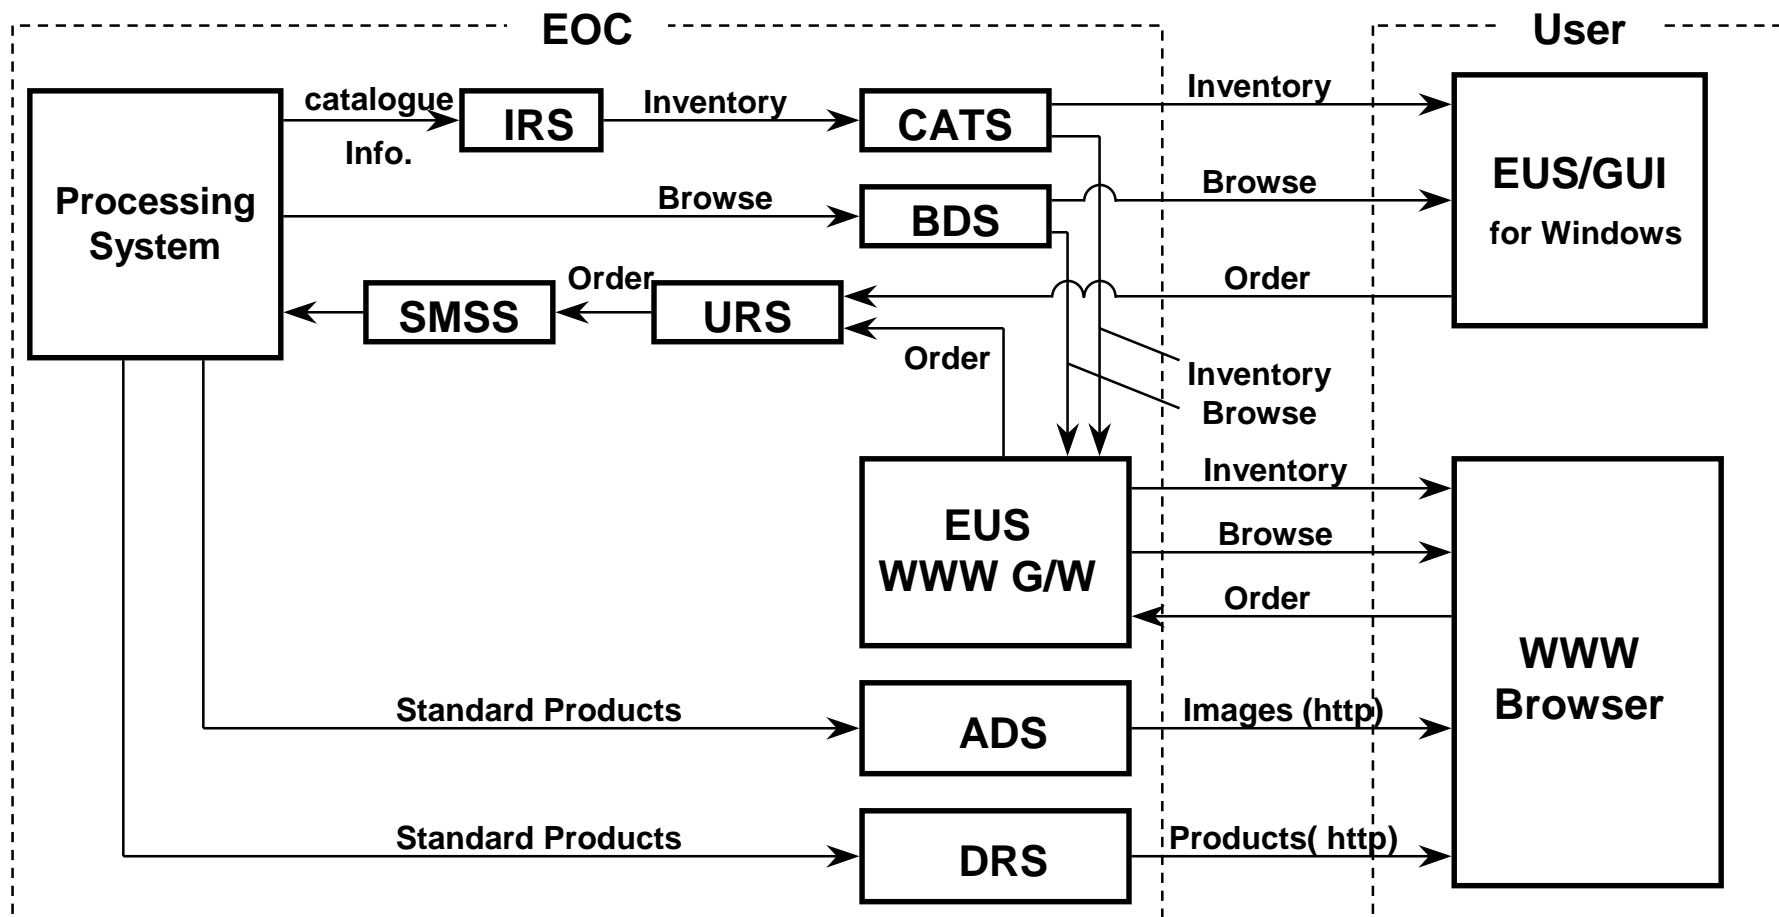 EOC
User
catalogue
Info.
IRS
Inventory
CATS
Inventory
EUS/GUI
for Windows
Processing
System
Browse
BDS
Browse
SMSS
Order
URS
Order
Order
Inventory
Browse
EUS
WWW G/W
Inventory
Browse
Order
WWW
Browser
Standard Products
ADS
Images (http)
Standard Products
DRS
Products( http)